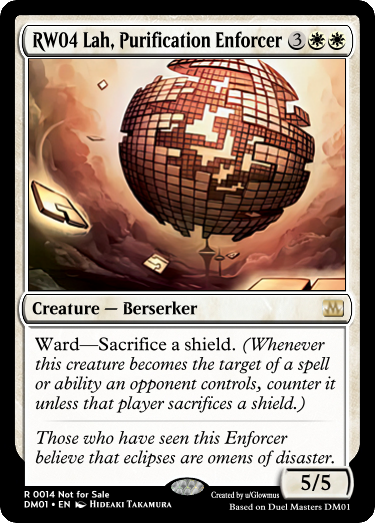 RW04 Lah, Purification Enforcer 3
Creature — Berserker
Ward—Sacrifice a shield. (Whenever
this creature becomes the target of a spell
or ability an opponent controls, counter it
unless that player sacrifices a shield.)
Those who have seen this Enforcer
believe that eclipses are omens of disaster.
5/5
R 0014 Not for Sale
DM01 • EN HIDEAKI TAKAMURA
Created by u/Glowmus
Based on Duel Masters DM01